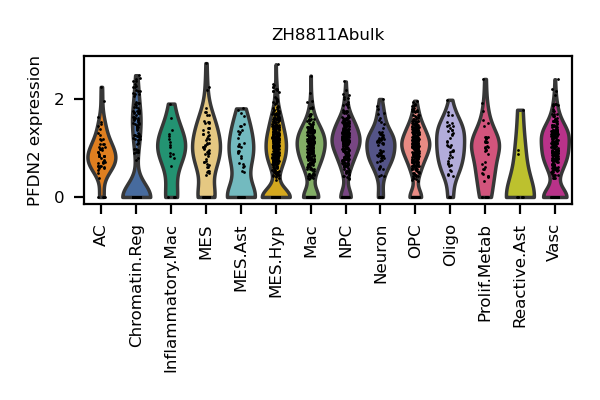 ZH8811Abulk
PFDN2 expression
2
0
AC
Chromatin.Reg
Inflammatory.Mac
MES
MES.Ast
MES.Hyp
Mac
NPC
Neuron
OPC
Oligo
Prolif.Metab
Reactive.Ast
Vasc